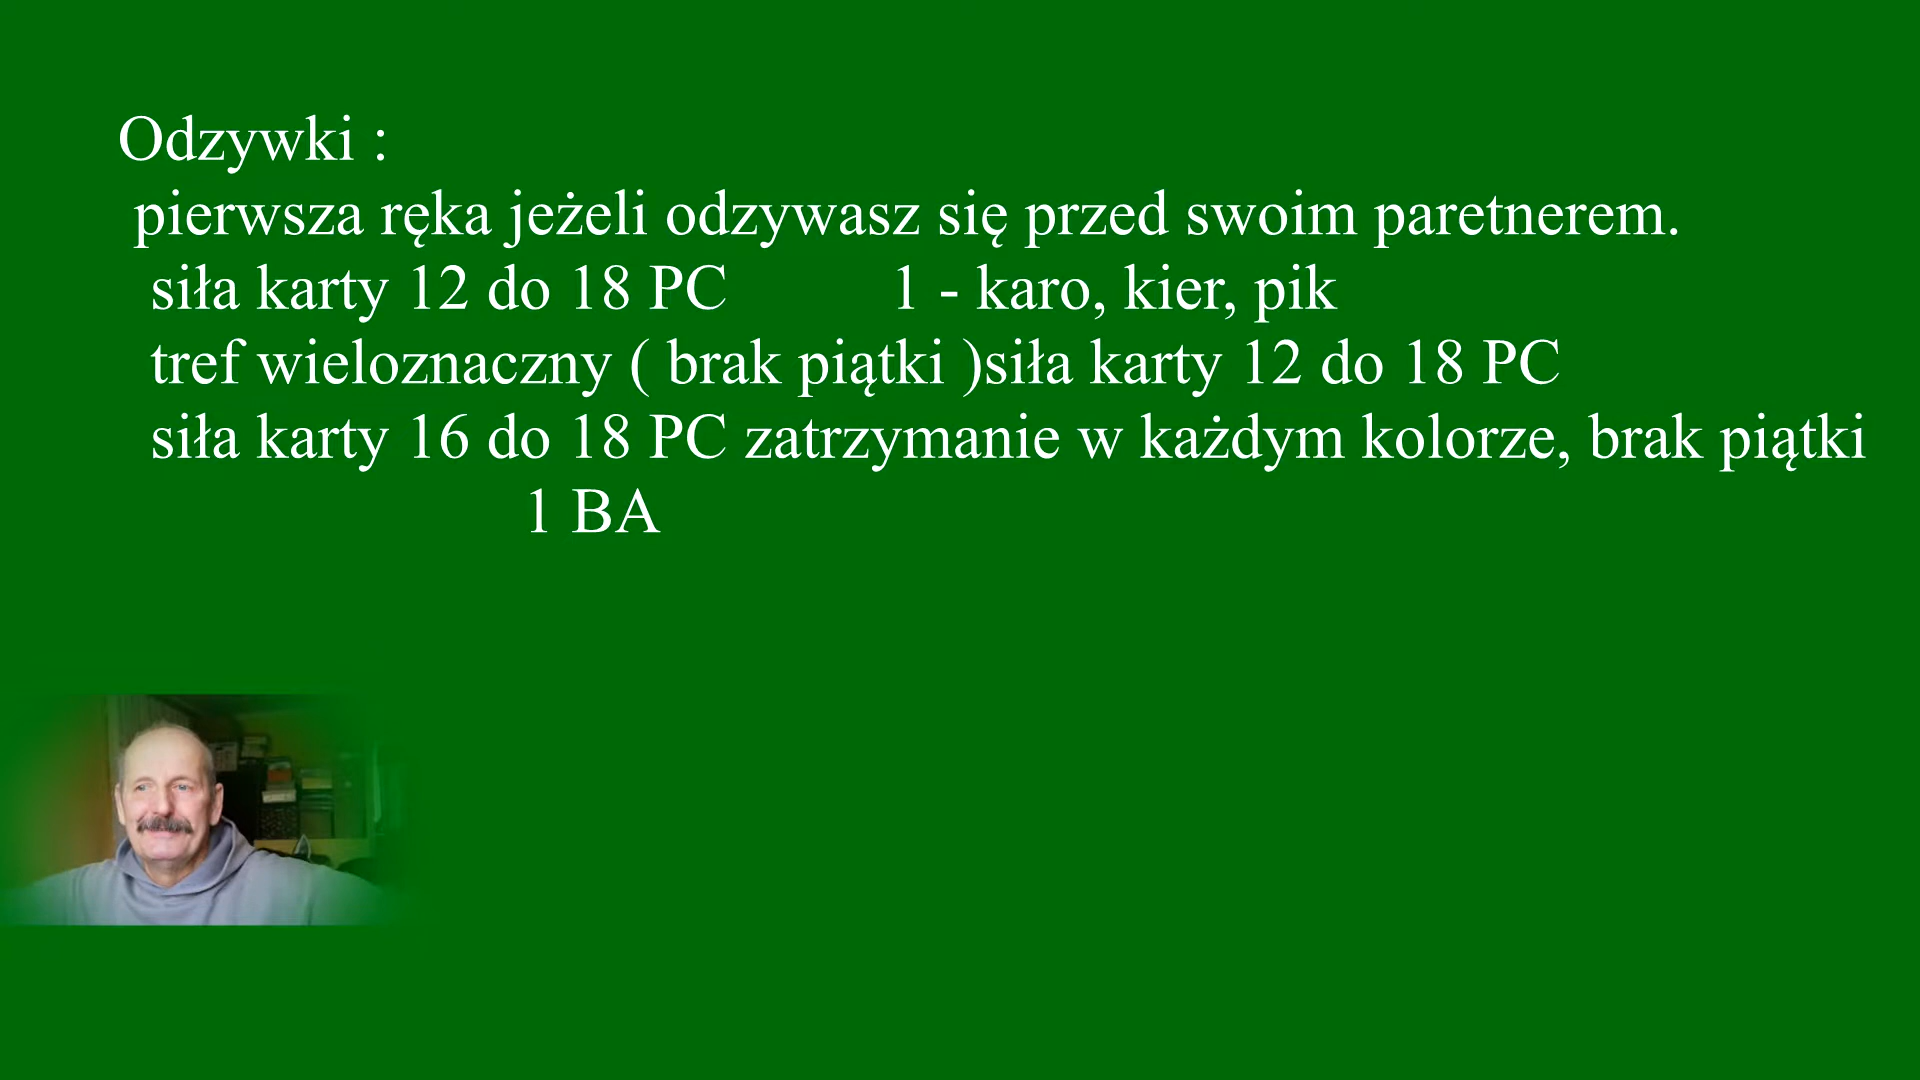 Odzywki :
pierwsza ręka jeżeli odzywasz się przed swoim paretnerem.
siła karty 12 do 18 PC 1 - karo, kier, pik
tref wieloznaczny ( brak piątki )siła karty 12 do 18 PC
siła karty 16 do 18 PC zatrzymanie w każdym kolorze, brak piątki
1 BA